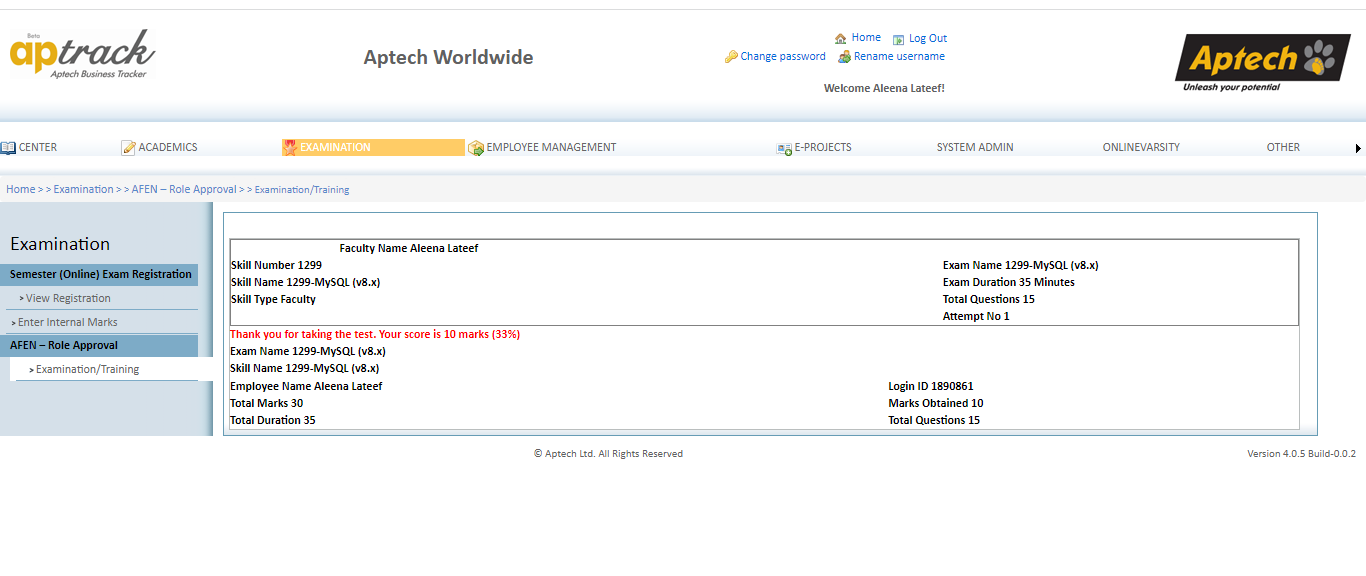 Beta
aptrack
Aptech Business Tracker
Aptech Worldwide
Home Log Out
Change password Rename username
Welcome Aleena Lateef!
Aptech
Unleash your potential
CENTER ACADEMICS EXAMINATION EMPLOYEE MANAGEMENT E-PROJECTS SYSTEM ADMIN ONLINEVARSITY OTHER
Home > > Examination > > AFEN – Role Approval > > Examination/Training
Examination
Semester (Online) Exam Registration
> View Registration
> Enter Internal Marks
AFEN – Role Approval
> Examination/Training
Faculty Name Aleena Lateef
Skill Number 1299 Exam Name 1299-MySQL (v8.x)
Skill Name 1299-MySQL (v8.x) Exam Duration 35 Minutes
Skill Type Faculty Total Questions 15
Attempt No 1
Thank you for taking the test. Your score is 10 marks (33%)
Exam Name 1299-MySQL (v8.x)
Skill Name 1299-MySQL (v8.x)
Employee Name Aleena Lateef Login ID 1890861
Total Marks 30 Marks Obtained 10
Total Duration 35 Total Questions 15
© Aptech Ltd. All Rights Reserved Version 4.0.5 Build-0.0.2